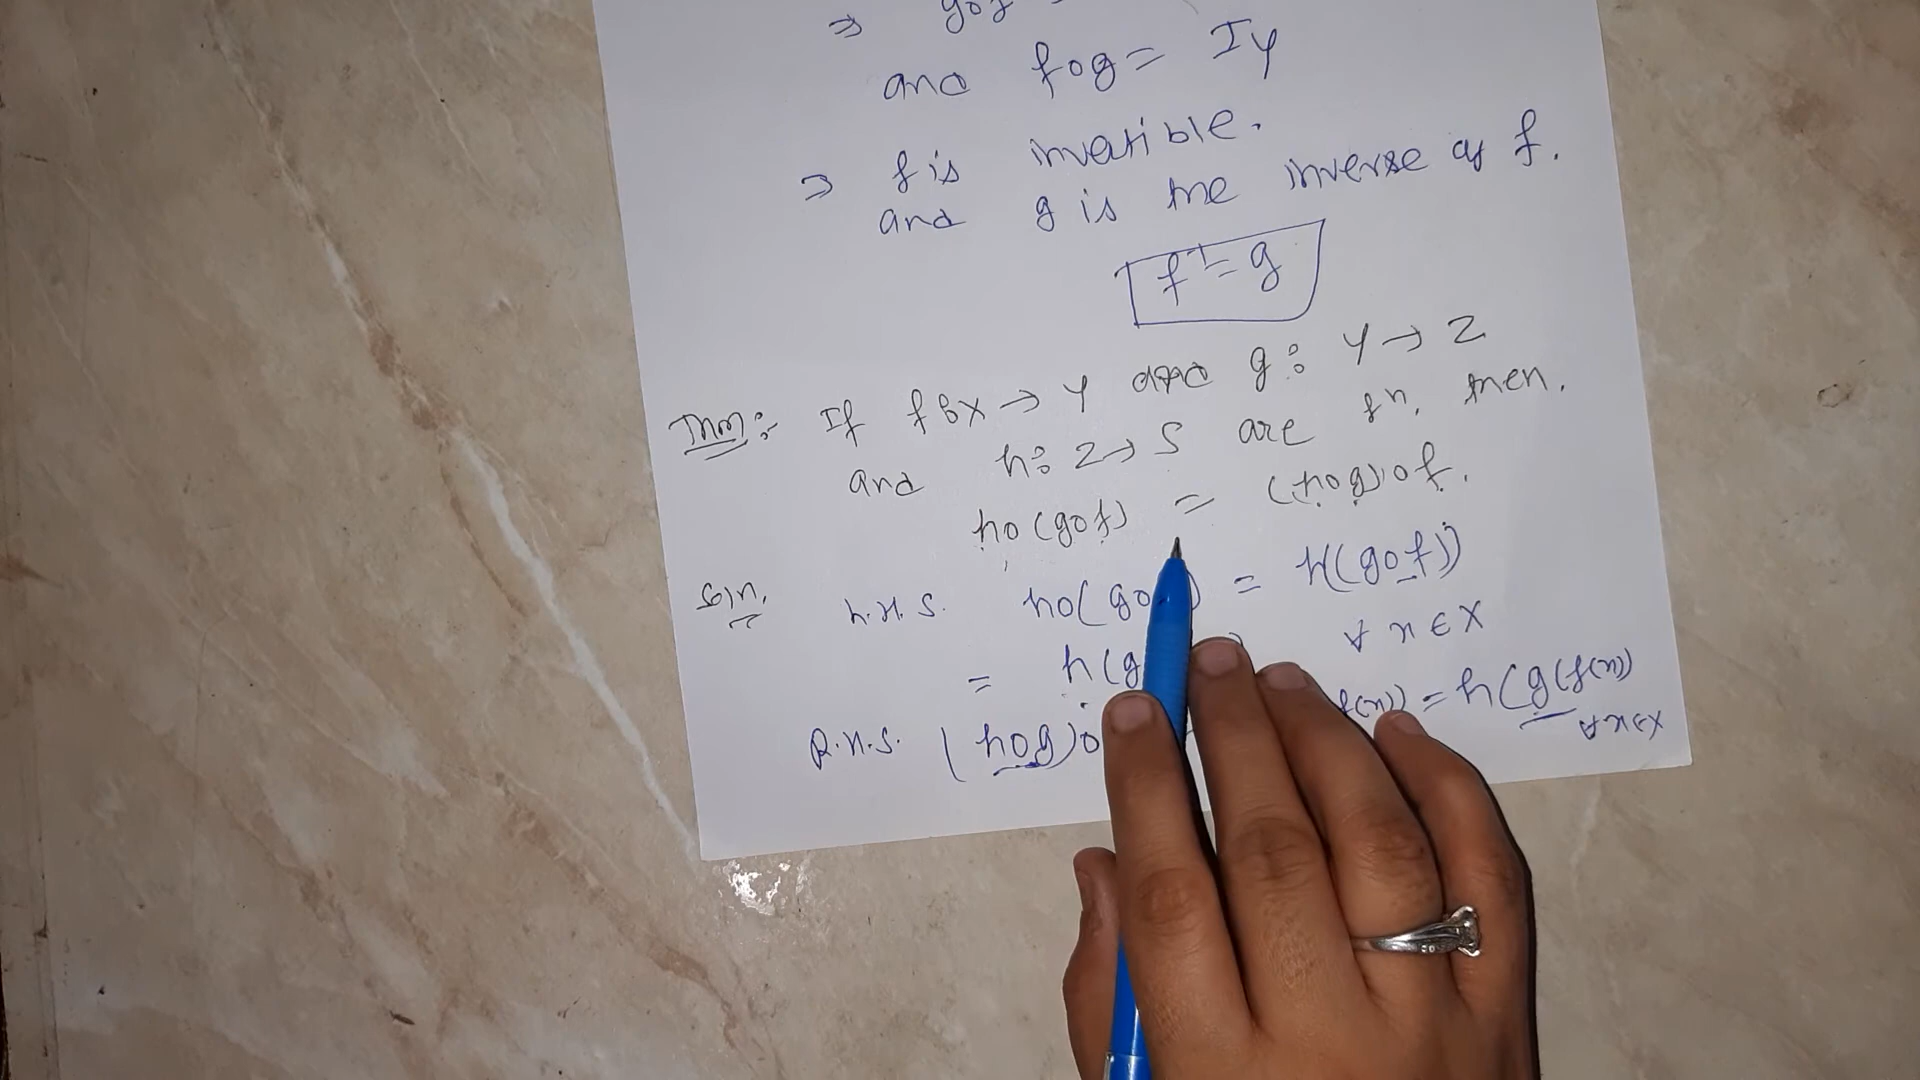 ⇒ gof =
and fog = Iy
⇒ f is invertible.
and g is the inverse of f.
f⁻¹ = g
Thm: If f: X → Y and g: Y → Z
and h: Z → S are fn. then.
ho(gof) = (hog)of.
Soln. L.H.S. ho(go = h((gof))
= h(g ∀ x ∈ X
R.H.S. (hog)o f(x)) = h(g(f(x))
∀ x ∈ X